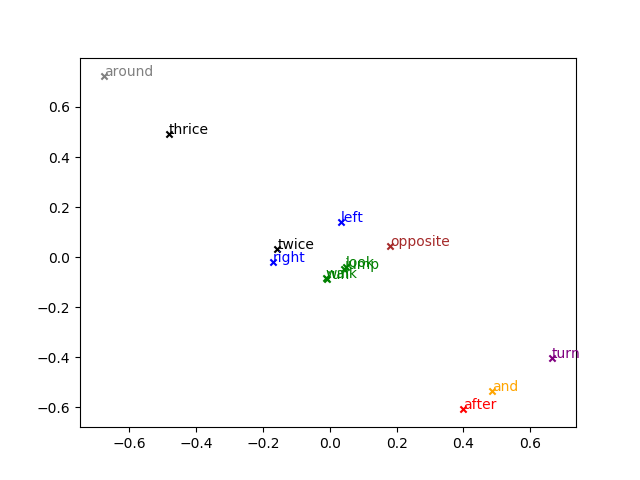 around
thrice
left
twice
opposite
right
look
jump
walk
run
turn
and
after
0.6
0.4
0.2
0.0
−0.2
−0.4
−0.6
−0.6
−0.4
−0.2
0.0
0.2
0.4
0.6